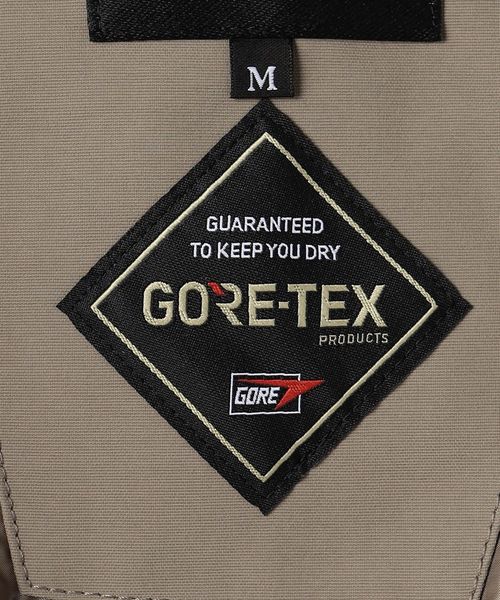 M
GUARANTEED
TO KEEP YOU DRY
GORE-TEX
PRODUCTS
GORE